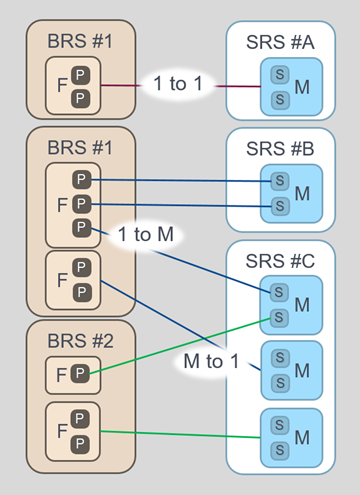 BRS #1
F P P
1 to 1
SRS #A
S S M
BRS #1
F P P P
F P P
1 to M
SRS #B
S S M
BRS #2
F P
F P P
M to 1
SRS #C
S S M
S S M
S S M